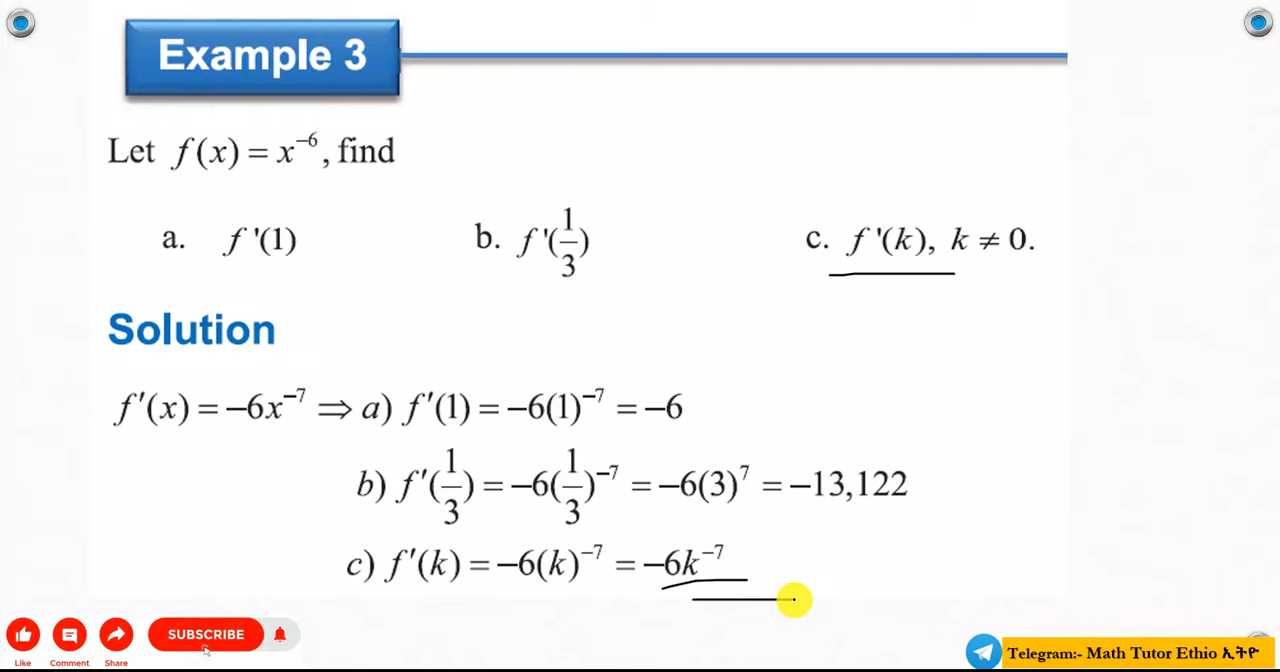 Example 3
Let f(x) = x⁻⁶, find
a. f '(1) b. f '(1/3) c. f '(k), k ≠ 0.
Solution
f'(x) = −6x⁻⁷ ⇒ a) f'(1) = −6(1)⁻⁷ = −6
b) f'(1/3) = −6(1/3)⁻⁷ = −6(3)⁷ = −13,122
c) f'(k) = −6(k)⁻⁷ = −6k⁻⁷
SUBSCRIBE
Like Comment Share
Telegram:- Math Tutor Ethio ኢትዮ